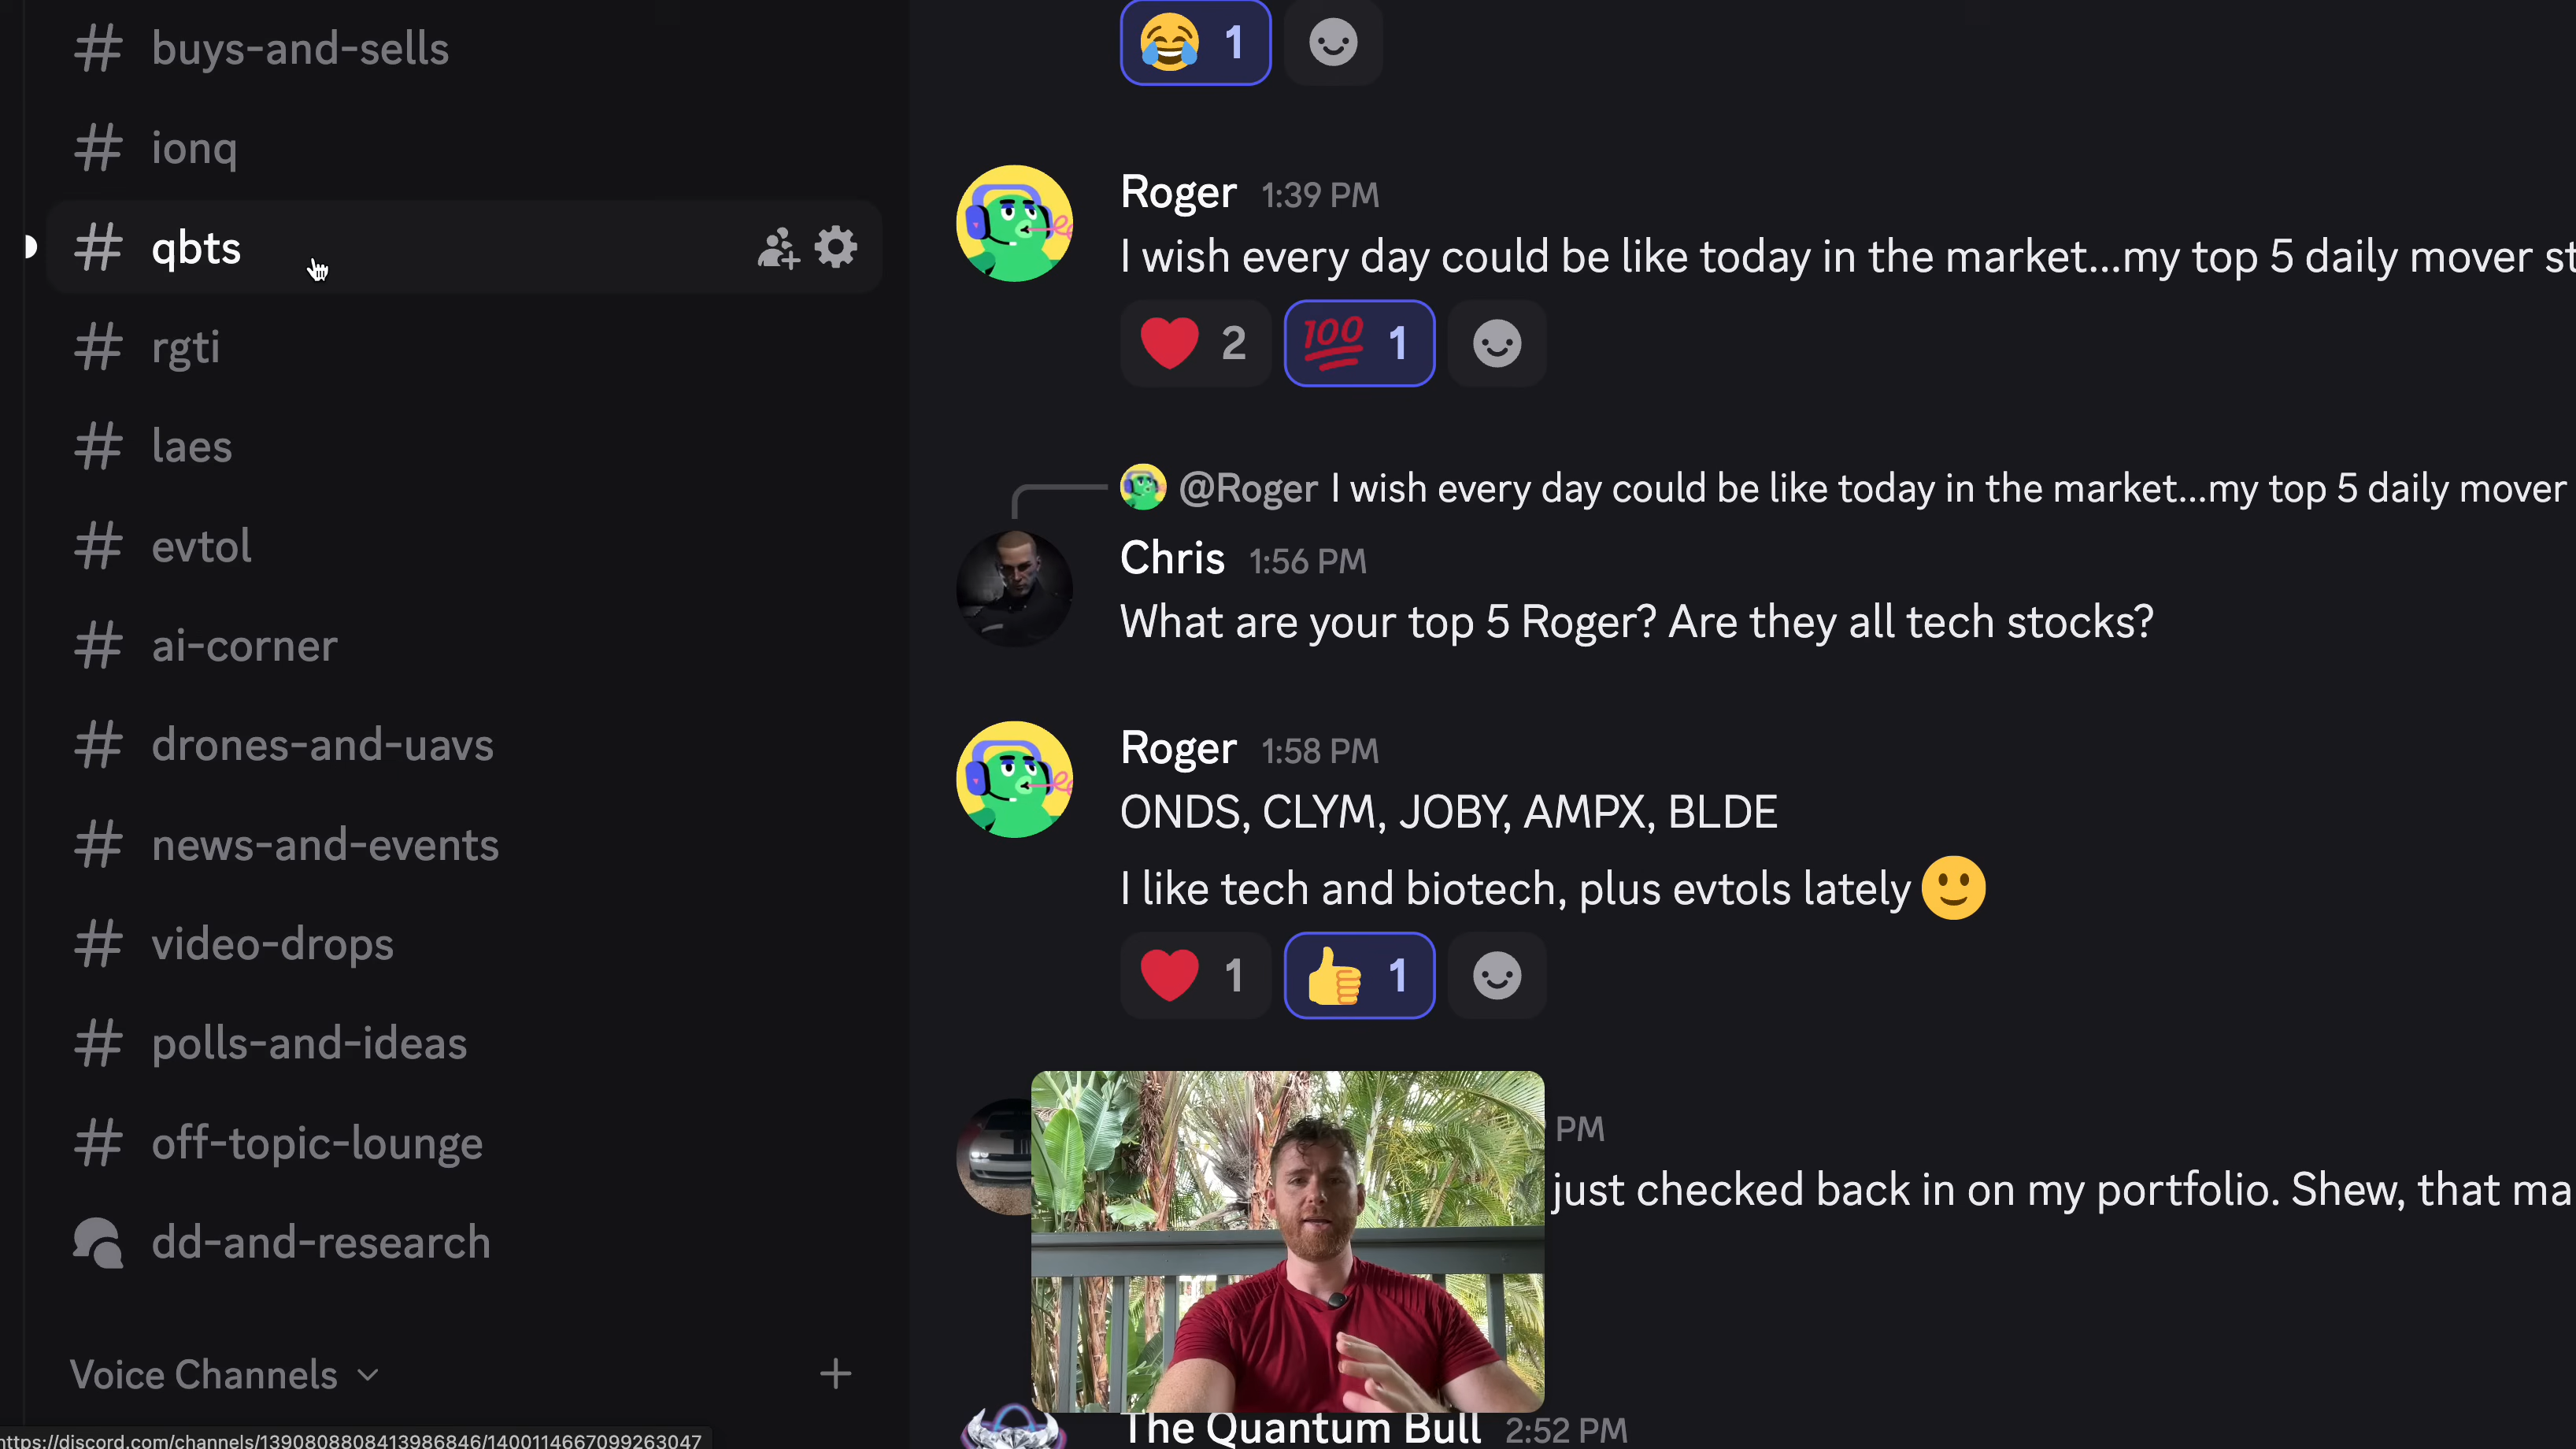 buys-and-sells
ionq
qbts
rgti
laes
evtol
ai-corner
drones-and-uavs
news-and-events
video-drops
polls-and-ideas
off-topic-lounge
dd-and-research
Voice Channels
https://discord.com/channels/1390808808413986846/1400114667099263047
1
Roger 1:39 PM
I wish every day could be like today in the market...my top 5 daily mover st
2 100 1
@Roger I wish every day could be like today in the market...my top 5 daily mover
Chris 1:56 PM
What are your top 5 Roger? Are they all tech stocks?
Roger 1:58 PM
ONDS, CLYM, JOBY, AMPX, BLDE
I like tech and biotech, plus evtols lately
1 1
PM
just checked back in on my portfolio. Shew, that ma
The Quantum Bull 2:52 PM